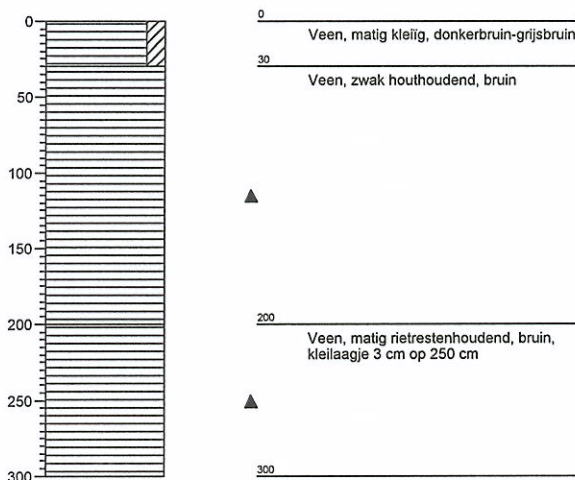 0
50
100
150
200
250
300
0
Veen, matig kleiïg, donkerbruin-grijsbruin
30
Veen, zwak houthoudend, bruin
200
Veen, matig rietrestenhoudend, bruin,
kleilaagje 3 cm op 250 cm
300